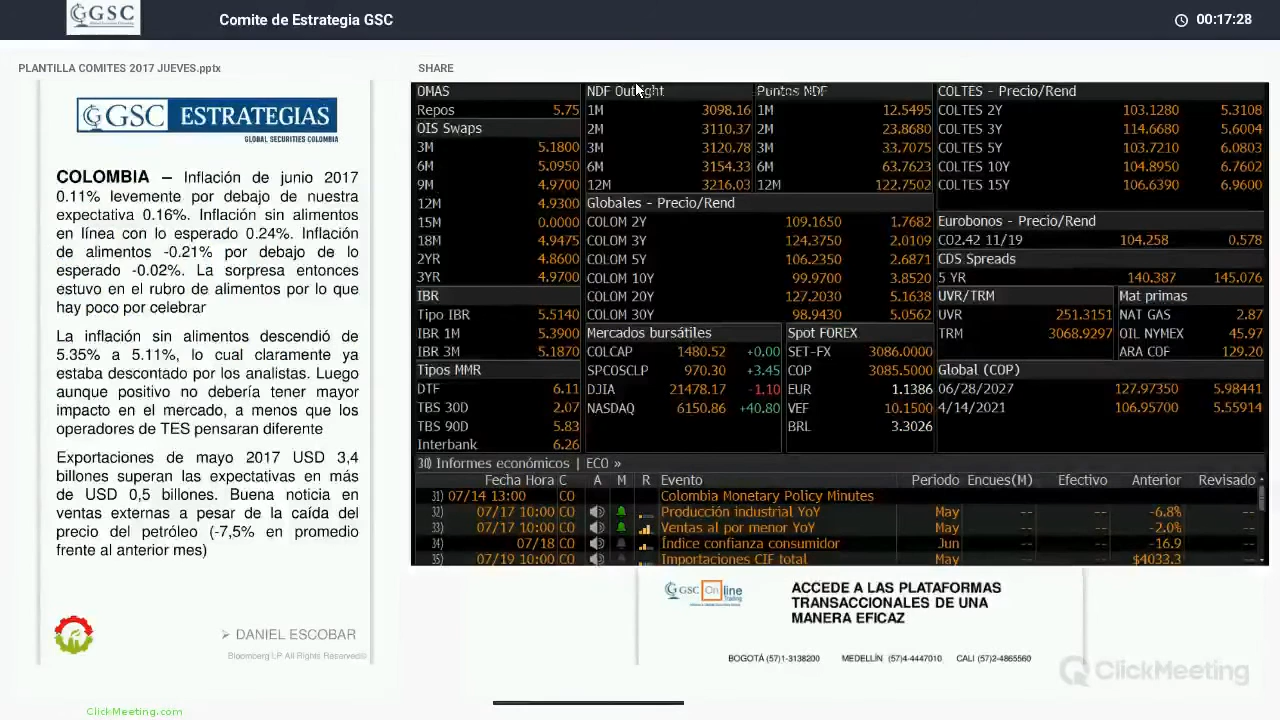 GSC
Comite de Estrategia GSC
00:17:28
PLANTILLA COMITES 2017 JUEVES.pptx
GSC ESTRATEGIAS
GLOBAL SECURITIES COLOMBIA
COLOMBIA – Inflación de junio 2017
0.11% levemente por debajo de nuestra
expectativa 0.16%. Inflación sin alimentos
en línea con lo esperado 0.24%. Inflación
de alimentos -0.21% por debajo de lo
esperado -0.02%. La sorpresa entonces
estuvo en el rubro de alimentos por lo que
hay poco por celebrar
La inflación sin alimentos descendió de
5.35% a 5.11%, lo cual claramente ya
estaba descontado por los analistas. Luego
aunque positivo no debería tener mayor
impacto en el mercado, a menos que los
operadores de TES pensaran diferente
Exportaciones de mayo 2017 USD 3,4
billones superan las expectativas en más
de USD 0,5 billones. Buena noticia en
ventas externas a pesar de la caída del
precio del petróleo (-7,5% en promedio
frente al anterior mes)
➢ DANIEL ESCOBAR
Bloomberg LP All Rights Reserved©
ClickMeeting.com
SHARE
OMAS
Repos 5.75
OIS Swaps
3M 5.1800
6M 5.0950
9M 4.9700
12M 4.9300
15M 0.0000
18M 4.9475
2YR 4.8600
3YR 4.9700
IBR
Tipo IBR 5.5140
IBR 1M 5.3900
IBR 3M 5.1870
Tipos MMR
DTF 6.11
TBS 30D 2.07
TBS 90D 5.83
Interbank 6.26
NDF Outright
1M 3098.16
2M 3110.37
3M 3120.78
6M 3154.33
12M 3216.03
Puntos NDF
1M 12.5495
2M 23.8680
3M 33.7075
6M 63.7623
12M 122.7502
Globales - Precio/Rend
COLOM 2Y 109.1650 1.7682
COLOM 3Y 124.3750 2.0109
COLOM 5Y 106.2350 2.6871
COLOM 10Y 99.9700 3.8520
COLOM 20Y 127.2030 5.1638
COLOM 30Y 98.9430 5.0562
Mercados bursátiles
COLCAP 1480.52 +0.00
SPCOSCLP 970.30 +3.45
DJIA 21478.17 -1.10
NASDAQ 6150.86 +40.80
Spot FOREX
SET-FX 3086.0000
COP 3085.5000
EUR 1.1386
VEF 10.1500
BRL 3.3026
COLTES - Precio/Rend
COLTES 2Y 103.1280 5.3108
COLTES 3Y 114.6680 5.6004
COLTES 5Y 103.7210 6.0803
COLTES 10Y 104.8950 6.7602
COLTES 15Y 106.6390 6.9600
Eurobonos - Precio/Rend
CO2.42 11/19 104.258 0.578
CDS Spreads
5 YR 140.387 145.076
UVR/TRM
UVR 251.3151
TRM 3068.9297
Mat primas
NAT GAS 2.87
OIL NYMEX 45.97
ARA COF 129.20
Global (COP)
06/28/2027 127.97350 5.98441
4/14/2021 106.95700 5.55914
30) Informes económicos | ECO »
Fecha Hora C A M R Evento Periodo Encues(M) Efectivo Anterior Revisado
31) 07/14 13:00 CO Colombia Monetary Policy Minutes
32) 07/17 10:00 CO Producción industrial YoY May -- -- -6.8% --
33) 07/17 10:00 CO Ventas al por menor YoY May -- -- -2.0% --
34) 07/18 CO Índice confianza consumidor Jun -- -- -16.9 --
35) 07/19 10:00 CO Importaciones CIF total May -- -- $4033.3 --
GSC Online
ACCEDE A LAS PLATAFORMAS
TRANSACCIONALES DE UNA
MANERA EFICAZ
BOGOTÁ (57)1-3138200 MEDELLÍN (57)4-4447010 CALI (57)2-4865560
ClickMeeting